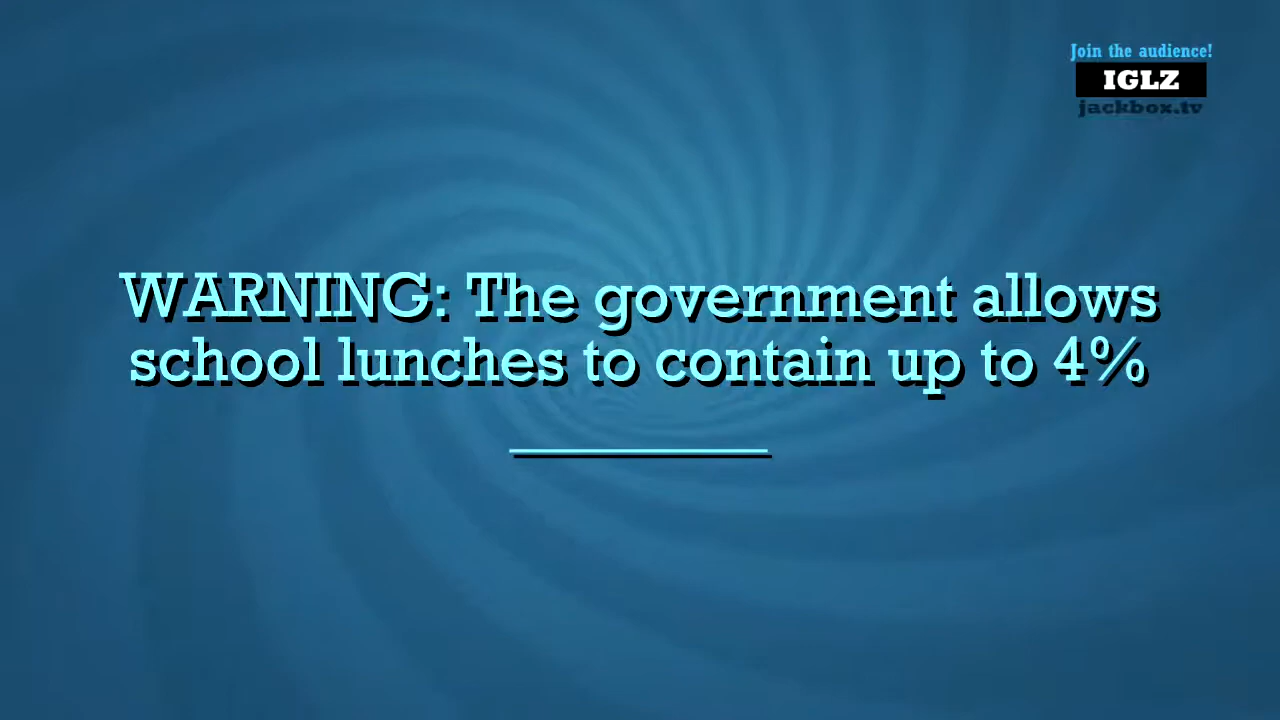 Join the audience!
IGLZ
jackbox.tv
WARNING: The government allows
school lunches to contain up to 4%